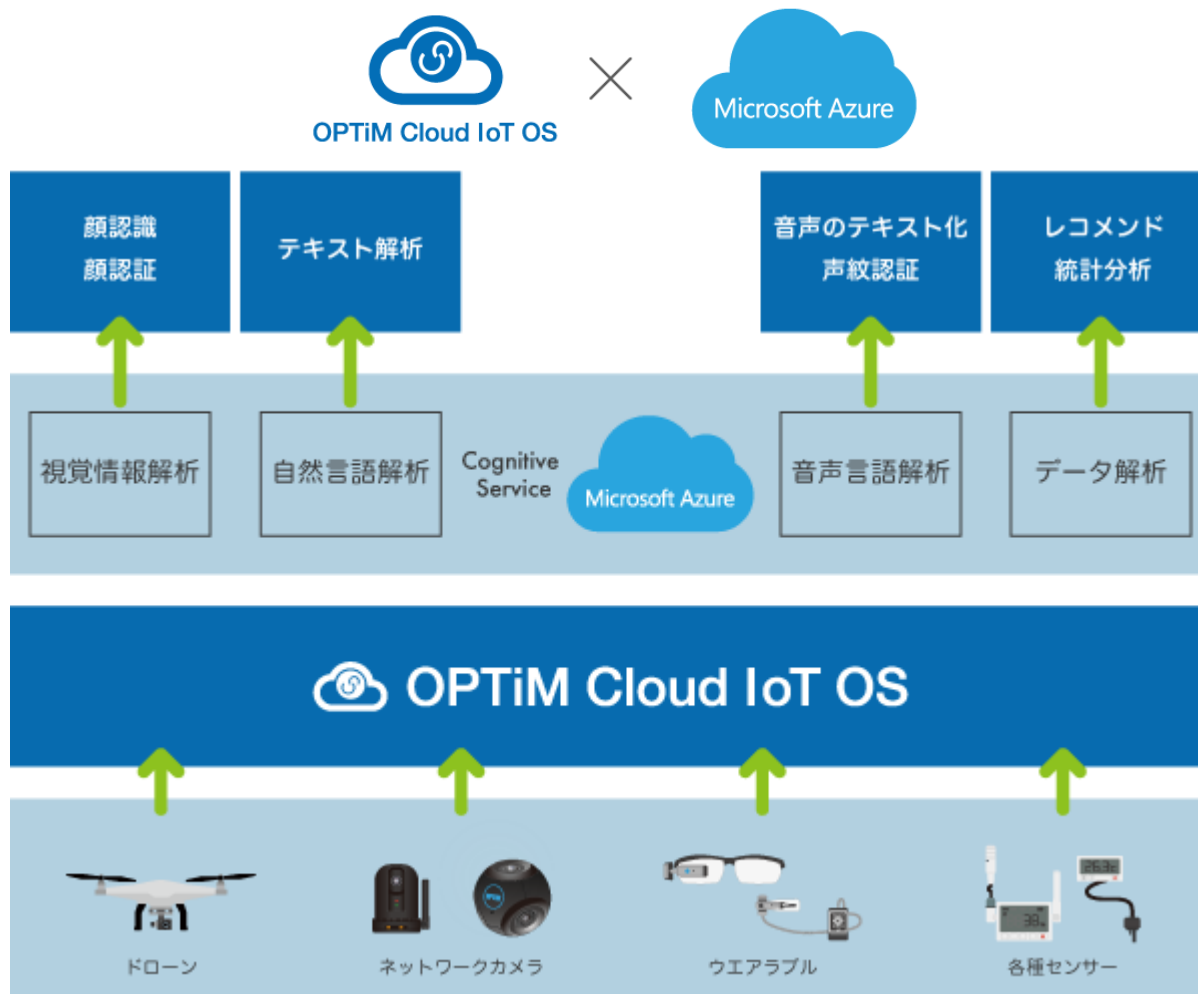 OPTiM Cloud IoT OS
Microsoft Azure
顔認識
顔認証
テキスト解析
音声のテキスト化
声紋認証
レコメンド
統計分析
視覚情報解析
自然言語解析
Cognitive
Service
Microsoft Azure
音声言語解析
データ解析
OPTiM Cloud IoT OS
26.3c
38%
ドローン
ネットワークカメラ
ウエアラブル
各種センサー